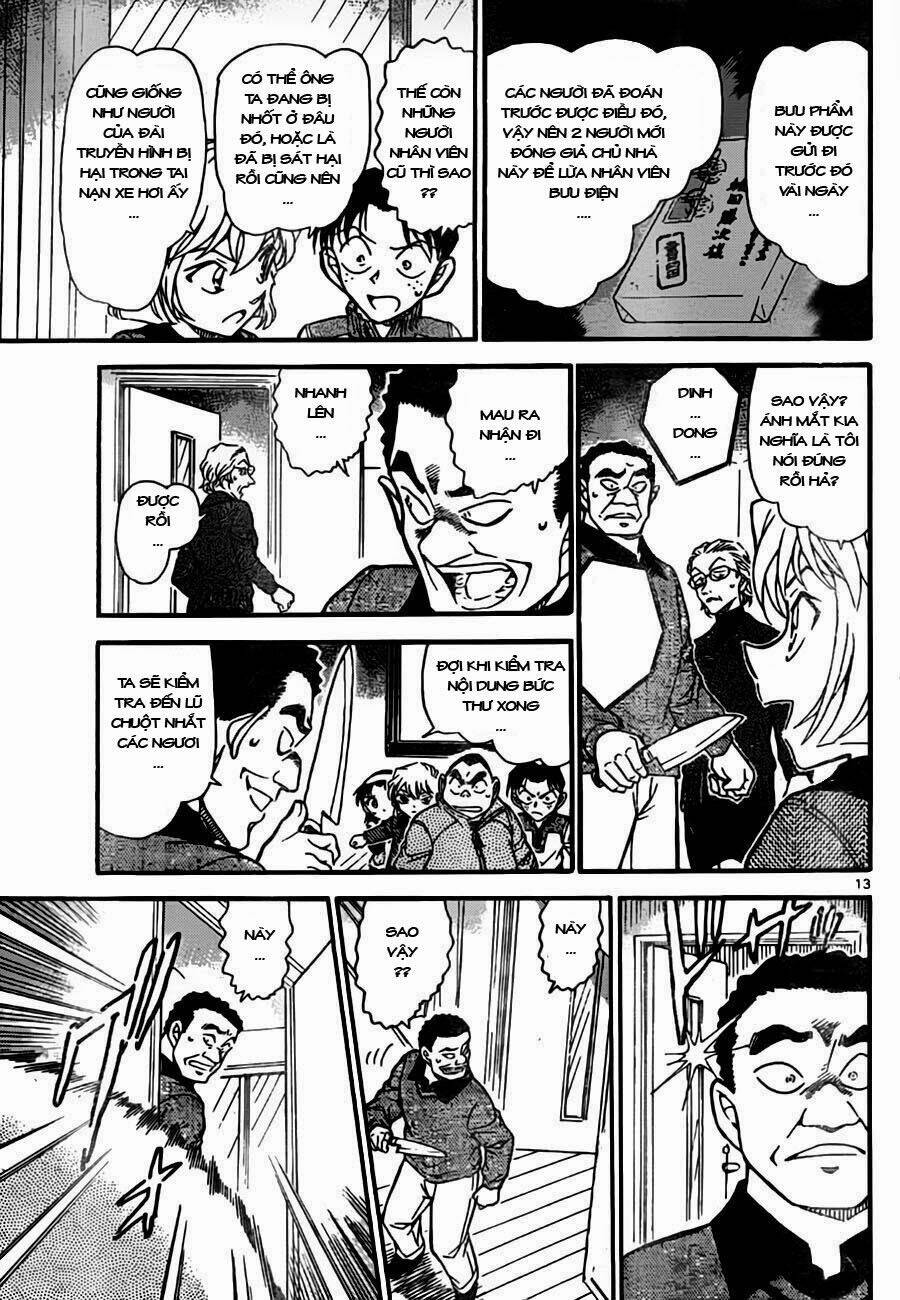 BƯU PHẨM
NÀY ĐƯỢC
GỬI ĐI
TRƯỚC ĐÓ
VÀI NGÀY
...
CÁC NGƯỜI ĐÃ ĐOÁN
TRƯỚC ĐƯỢC ĐIỀU ĐÓ,
VẬY NÊN 2 NGƯỜI MỚI
ĐÓNG GIẢ CHỦ NHÀ
NÀY ĐỂ LỪA NHÂN VIÊN
BƯU ĐIỆN
....
THẾ CÒN
NHỮNG
NGƯỜI
NHÂN VIÊN
CŨ THÌ SAO
??
CÓ THỂ ÔNG
TA ĐANG BỊ
NHỐT Ở ĐÂU
ĐÓ, HOẶC LÀ
ĐÃ BỊ SÁT HẠI
RỒI CŨNG NÊN
...
CŨNG GIỐNG
NHƯ NGƯỜI
CỦA ĐÀI
TRUYỀN HÌNH BỊ
HẠI TRONG TAI
NẠN XE HƠI ẤY
...
SAO VẬY?
ÁNH MẮT KIA
NGHĨA LÀ TÔI
NÓI ĐÚNG
RỒI HẢ?
DINH
...
DONG
MAU RA
NHẬN ĐI
...
NHANH
LÊN
...
ĐƯỢC
RỒI
...
ĐỢI KHI KIỂM TRA
NỘI DUNG BỨC
THƯ XONG
...
TA SẼ KIỂM
TRA ĐẾN LŨ
CHUỘT NHẮT
CÁC NGƯƠI
...
13
NÀY
...
SAO
VẬY
??
NÀY
...